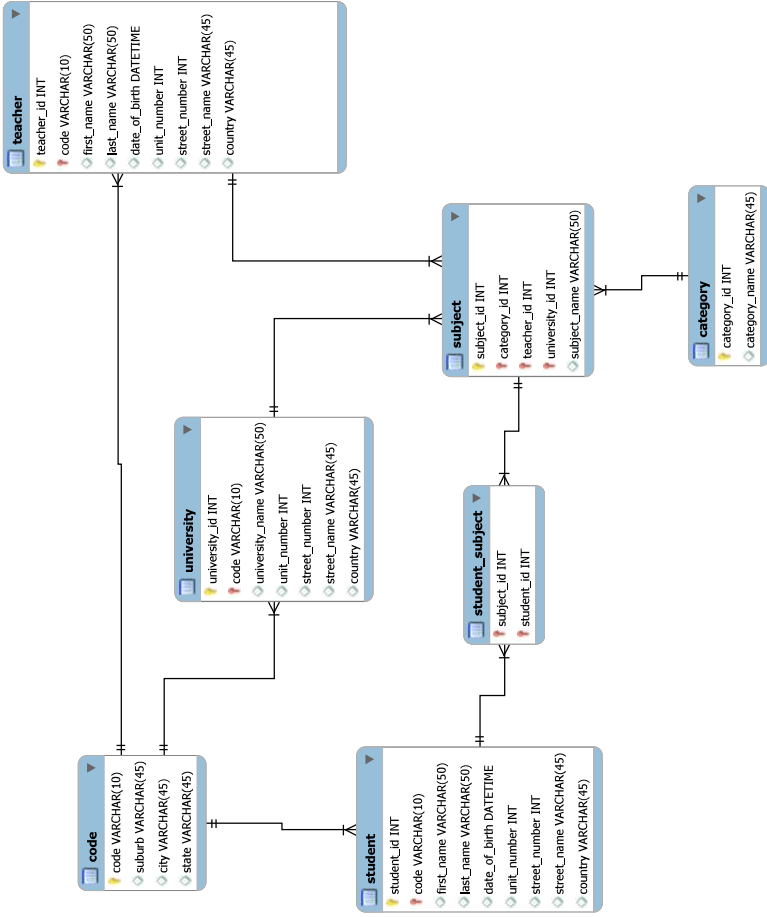 teacher
teacher_id INT
code VARCHAR(10)
first_name VARCHAR(50)
last_name VARCHAR(50)
date_of_birth DATETIME
unit_number INT
street_number INT
street_name VARCHAR(45)
country VARCHAR(45)
subject
subject_id INT
category_id INT
teacher_id INT
university_id INT
subject_name VARCHAR(50)
category
category_id INT
category_name VARCHAR(45)
university
university_id INT
code VARCHAR(10)
university_name VARCHAR(50)
unit_number INT
street_number INT
street_name VARCHAR(45)
country VARCHAR(45)
student_subject
subject_id INT
student_id INT
code
code VARCHAR(10)
suburb VARCHAR(45)
city VARCHAR(45)
state VARCHAR(45)
student
student_id INT
code VARCHAR(10)
first_name VARCHAR(50)
last_name VARCHAR(50)
date_of_birth DATETIME
unit_number INT
street_number INT
street_name VARCHAR(45)
country VARCHAR(45)